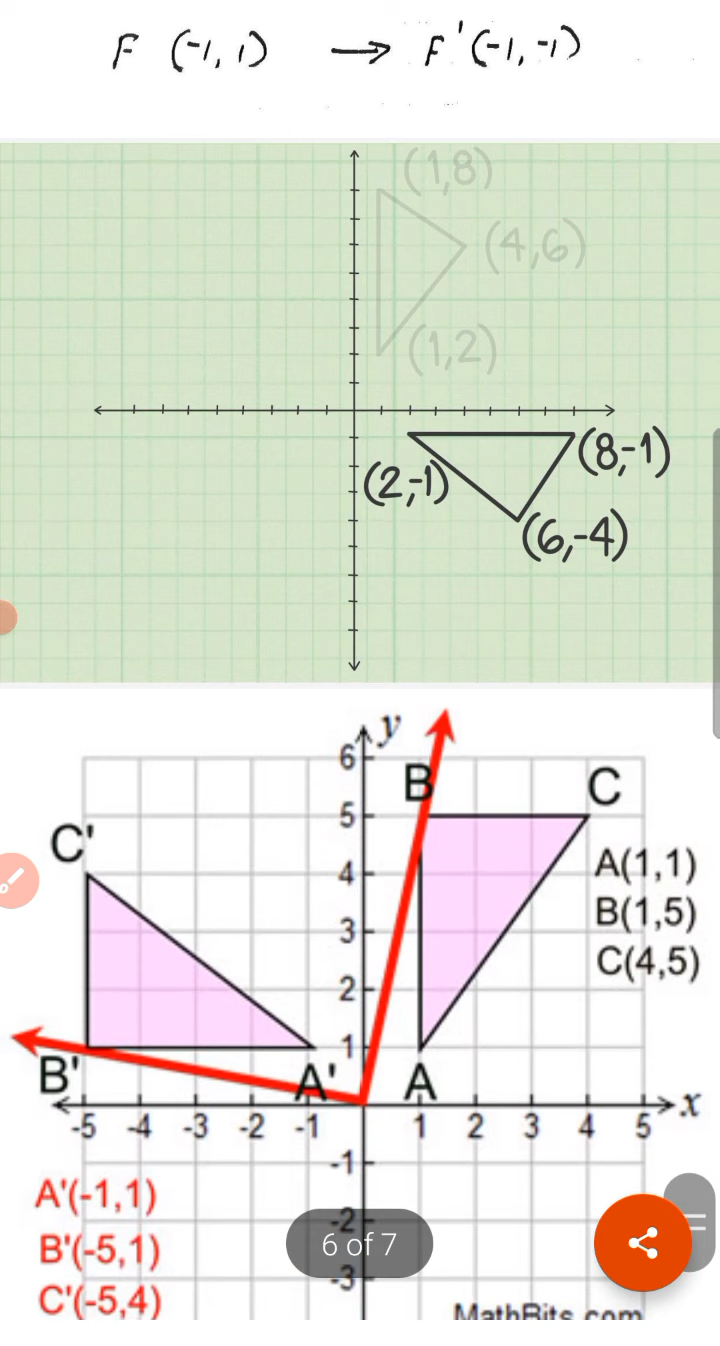 F (-1, 1) → F'(-1, -1)
(1,8)
(4,6)
(1,2)
(8,-1)
(2,-1)
(6,-4)
y
6
B
C
5
C'
4
A(1,1)
3
B(1,5)
2
C(4,5)
1
B'
A'
A
x
-5 -4 -3 -2 -1 1 2 3 4 5
-1
A'(-1,1)
-2
B'(-5,1)
6 of 7
-3
C'(-5,4)
MathBits.com